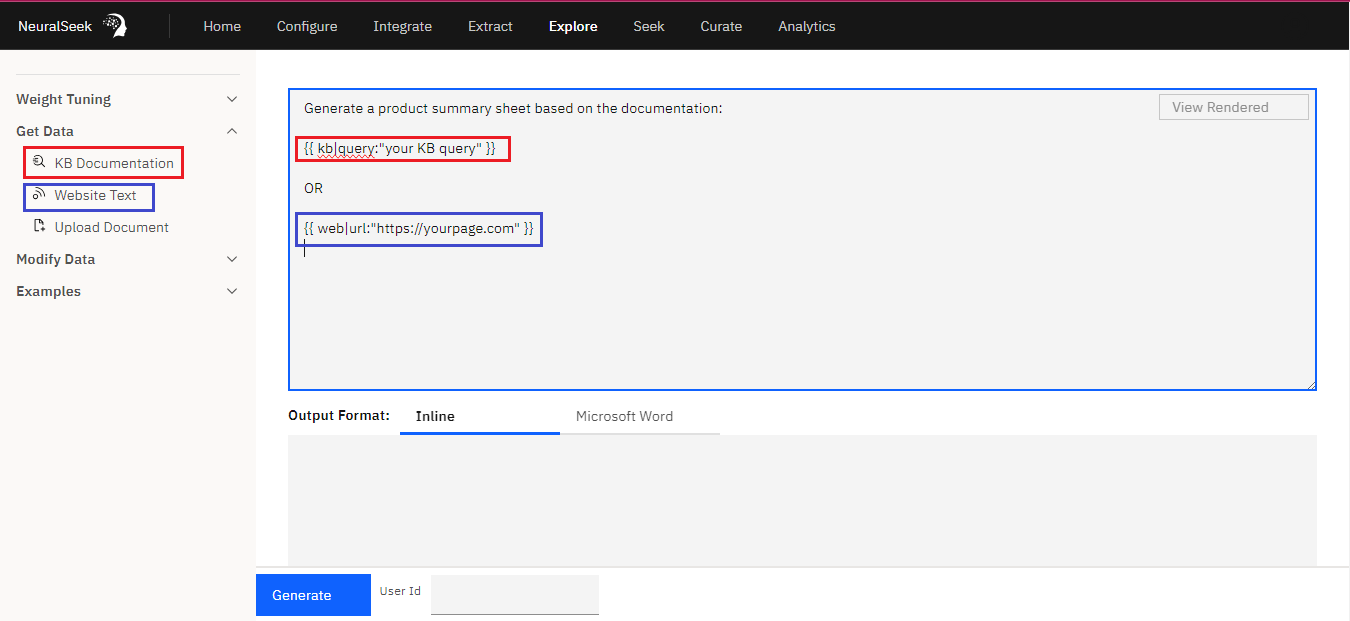 NeuralSeek Home Configure Integrate Extract Explore Seek Curate Analytics
Weight Tuning
Get Data
KB Documentation
Website Text
Upload Document
Modify Data
Examples
Generate a product summary sheet based on the documentation:
View Rendered
{{ kb|query:"your KB query" }}
OR
{{ web|url:"https://yourpage.com" }}
Output Format: Inline Microsoft Word
Generate User Id